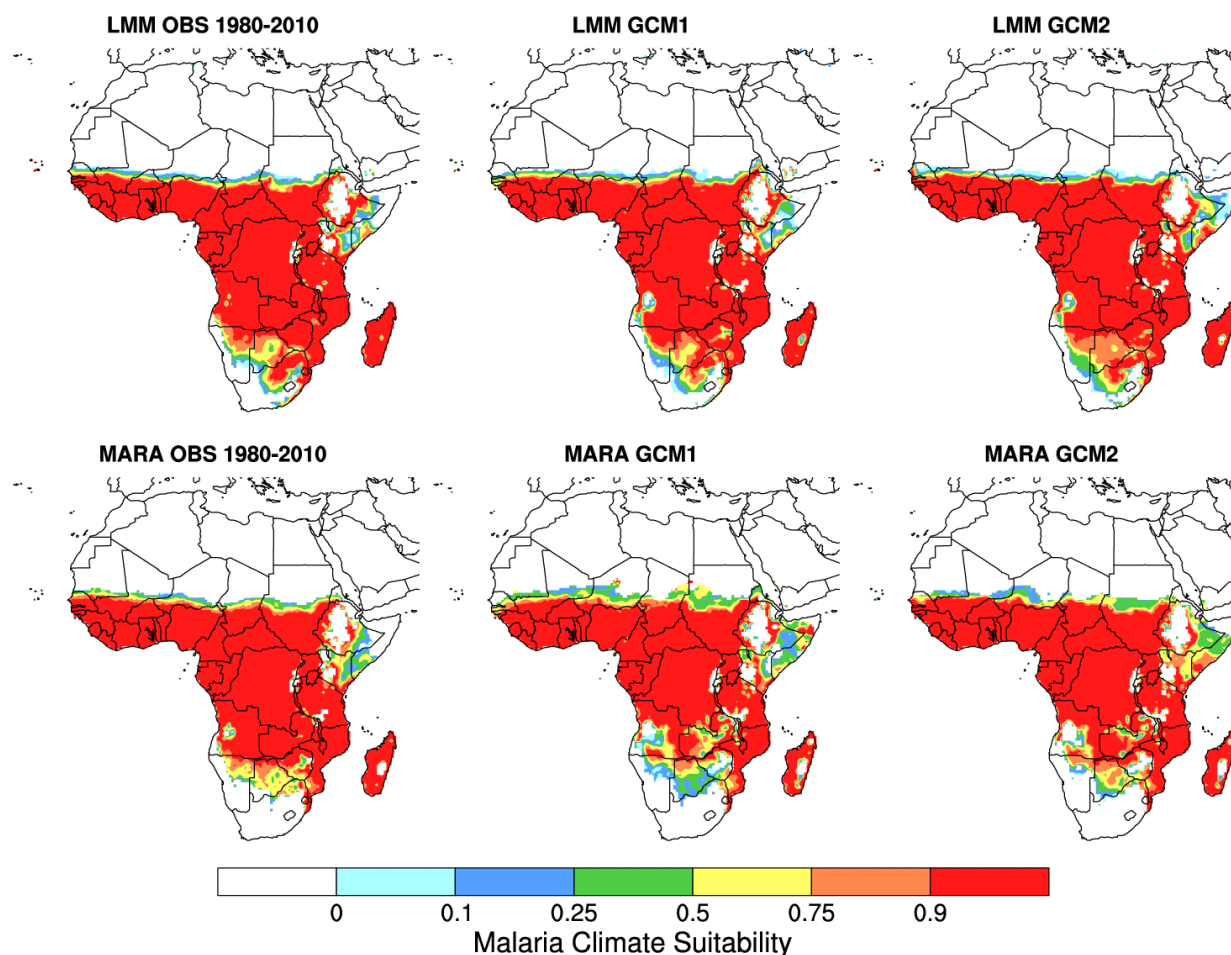 LMM OBS 1980-2010
LMM GCM1
LMM GCM2
MARA OBS 1980-2010
MARA GCM1
MARA GCM2
0 0.1 0.25 0.5 0.75 0.9
Malaria Climate Suitability